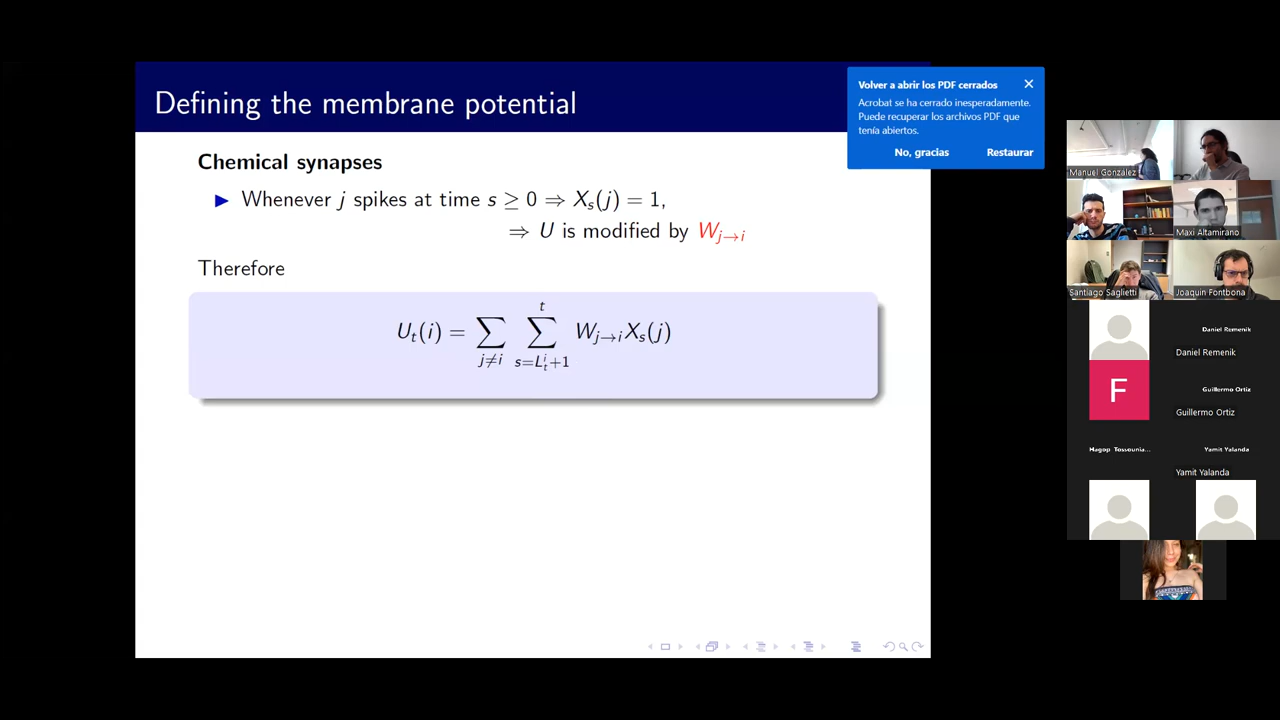 Defining the membrane potential
Chemical synapses
▶ Whenever j spikes at time s ≥ 0 ⇒ X_s(j) = 1,
⇒ U is modified by W_{j→i}
Therefore
U_t(i) = ∑_{j≠i} ∑_{s=L_t^i+1}^{t} W_{j→i} X_s(j)
Volver a abrir los PDF cerrados
Acrobat se ha cerrado inesperadamente.
Puede recuperar los archivos PDF que
tenía abiertos.
No, gracias Restaurar
Manuel González
Maxi Altamirano
Santiago Saglietti
Joaquin Fontbona
Daniel Remenik
Daniel Remenik
F
Guillermo Ortiz
Guillermo Ortiz
Hagop Tossounia...
Yamit Yalanda
Yamit Yalanda